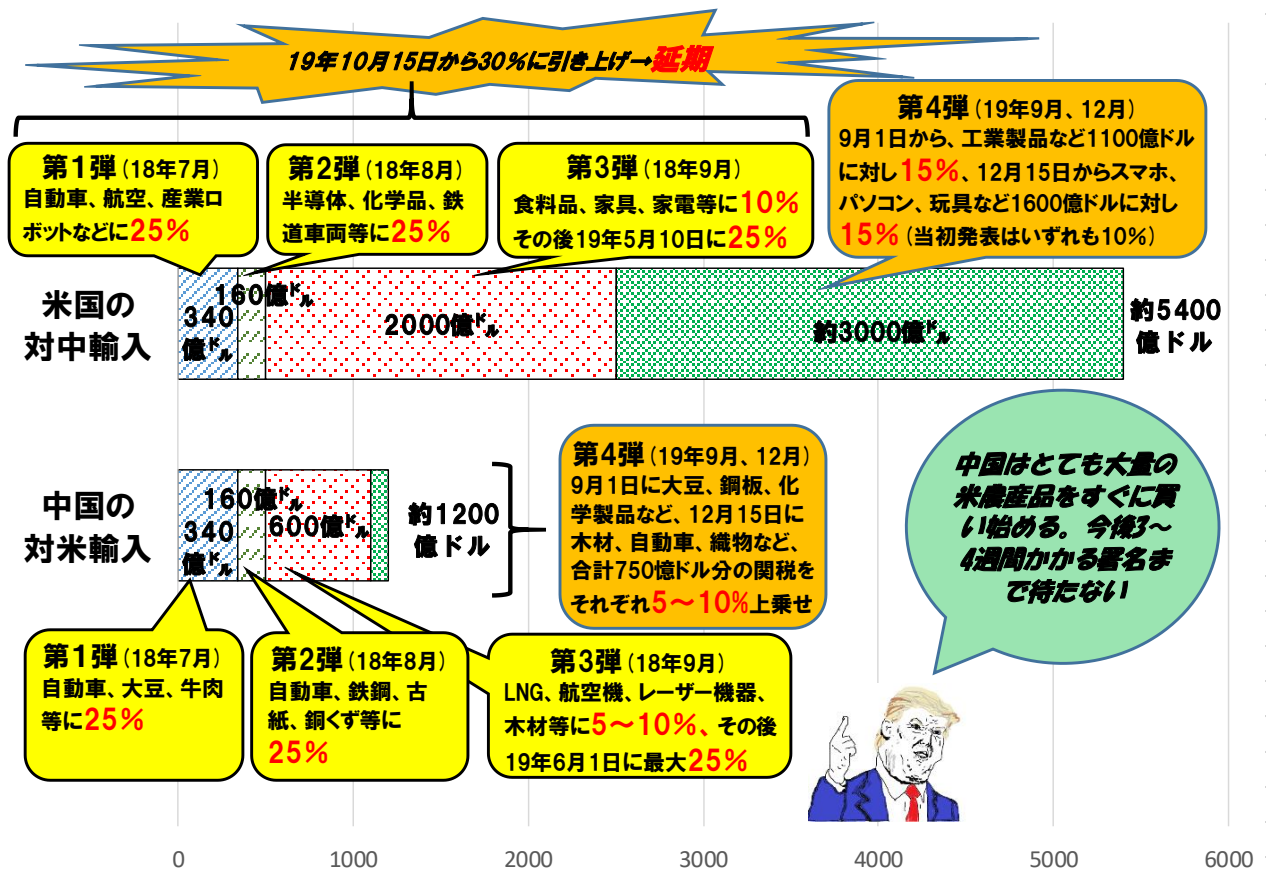 19年10月15日から30%に引き上げ→延期
第1弾(18年7月)
自動車、航空、産業ロ
ボットなどに25%
第2弾(18年8月)
半導体、化学品、鉄
道車両等に25%
第3弾(18年9月)
食料品、家具、家電等に10%
その後19年5月10日に25%
第4弾(19年9月、12月)
9月1日から、工業製品など1100億ドル
に対し15%、12月15日からスマホ、
パソコン、玩具など1600億ドルに対し
15%(当初発表はいずれも10%)
米国の
対中輸入
340
億ドル
160億ドル
2000億ドル
約3000億ドル
約5400
億ドル
中国の
対米輸入
340
億ドル
160億ドル
600億ドル
約1200
億ドル
第4弾(19年9月、12月)
9月1日に大豆、鋼板、化
学製品など、12月15日に
木材、自動車、織物など、
合計750億ドル分の関税を
それぞれ5~10%上乗せ
中国はとても大量の
米農産品をすぐに買
い始める。今後3~
4週間かかる署名ま
で待たない
第1弾(18年7月)
自動車、大豆、牛肉
等に25%
第2弾(18年8月)
自動車、鉄鋼、古
紙、銅くず等に
25%
第3弾(18年9月)
LNG、航空機、レーザー機器、
木材等に5~10%、その後
19年6月1日に最大25%
0
1000
2000
3000
4000
5000
6000